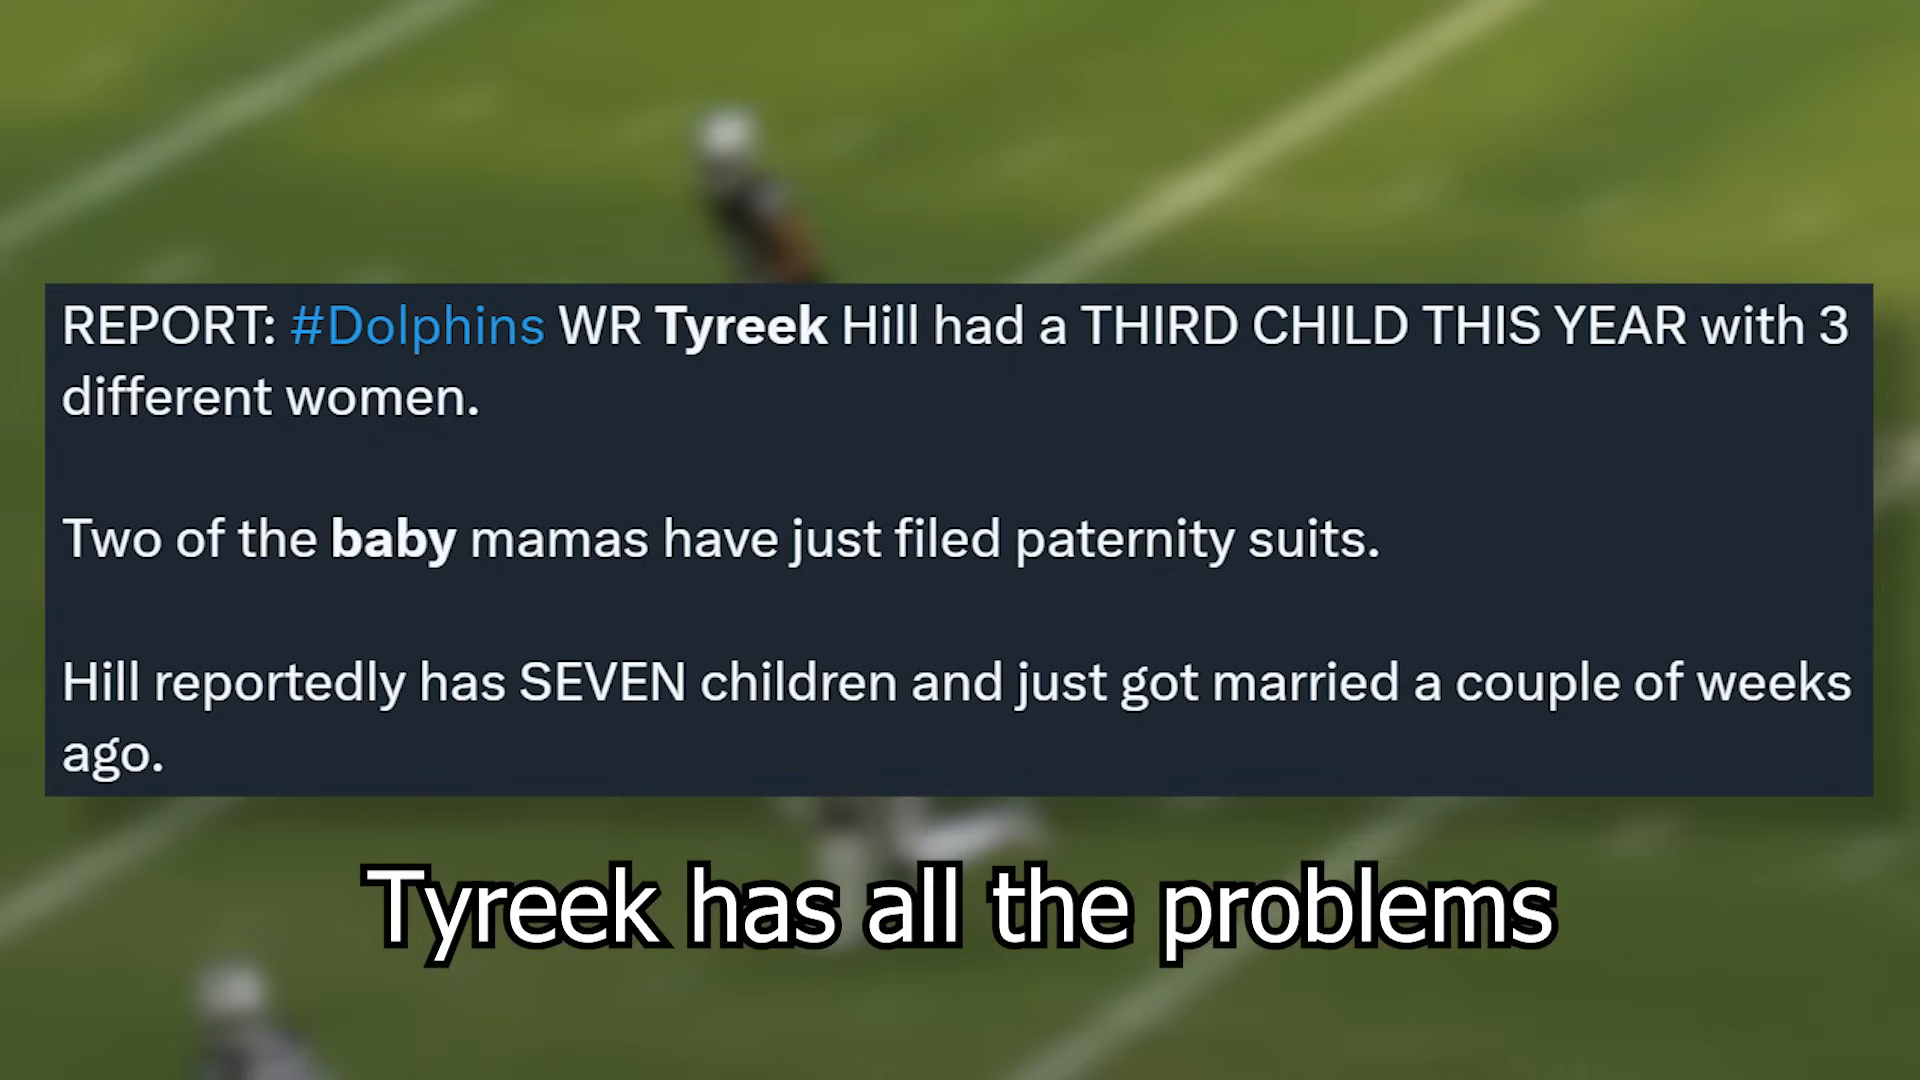 REPORT: #Dolphins WR Tyreek Hill had a THIRD CHILD THIS YEAR with 3
different women.
Two of the baby mamas have just filed paternity suits.
Hill reportedly has SEVEN children and just got married a couple of weeks
ago.
Tyreek has all the problems